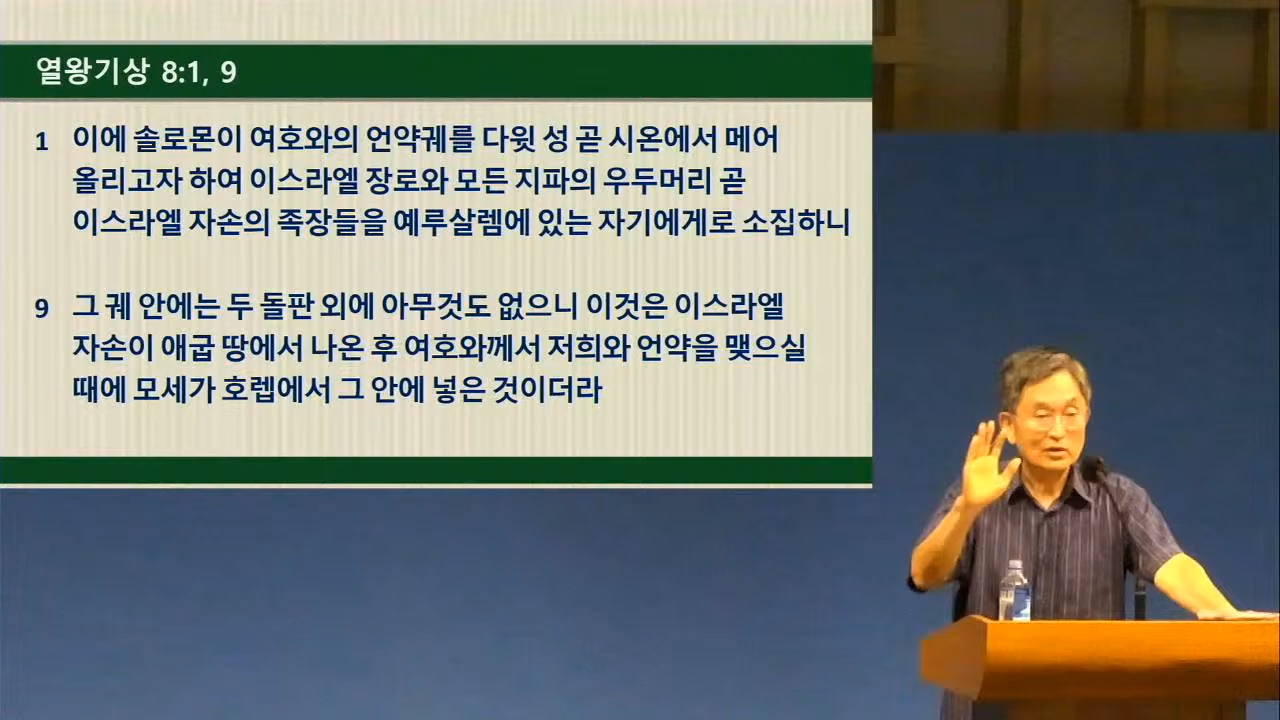 열왕기상 8:1, 9
1 이에 솔로몬이 여호와의 언약궤를 다윗 성 곧 시온에서 메어
올리고자 하여 이스라엘 장로와 모든 지파의 우두머리 곧
이스라엘 자손의 족장들을 예루살렘에 있는 자기에게로 소집하니
9 그 궤 안에는 두 돌판 외에 아무것도 없으니 이것은 이스라엘
자손이 애굽 땅에서 나온 후 여호와께서 저희와 언약을 맺으실
때에 모세가 호렙에서 그 안에 넣은 것이더라